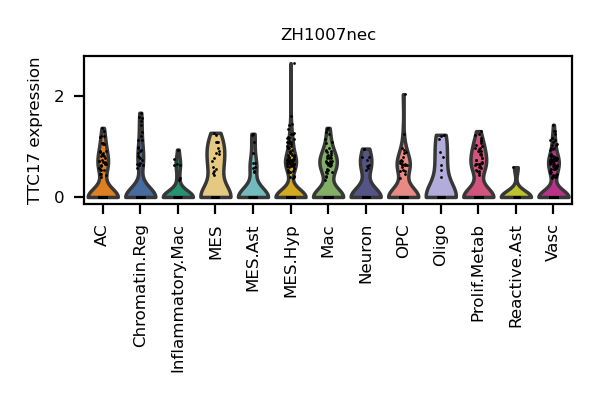 ZH1007nec
TTC17 expression
2
0
AC
Chromatin.Reg
Inflammatory.Mac
MES
MES.Ast
MES.Hyp
Mac
Neuron
OPC
Oligo
Prolif.Metab
Reactive.Ast
Vasc